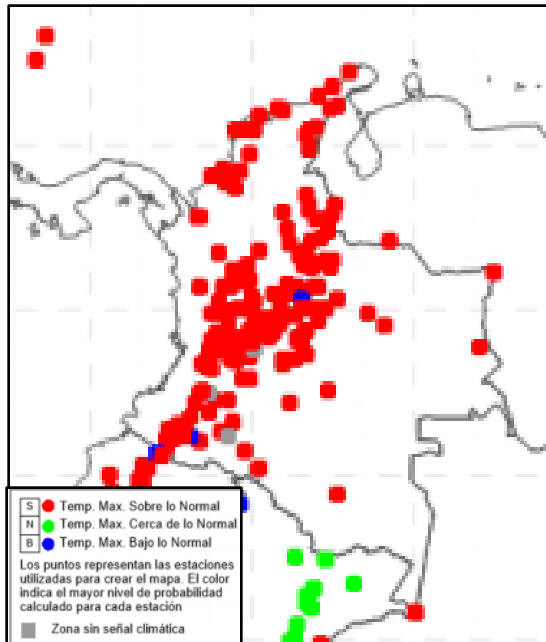 S Temp. Max. Sobre lo Normal
N Temp. Max. Cerca de lo Normal
B Temp. Max. Bajo lo Normal
Los puntos representan las estaciones
utilizadas para crear el mapa. El color
indica el mayor nivel de probabilidad
calculado para cada estación
Zona sin señal climática